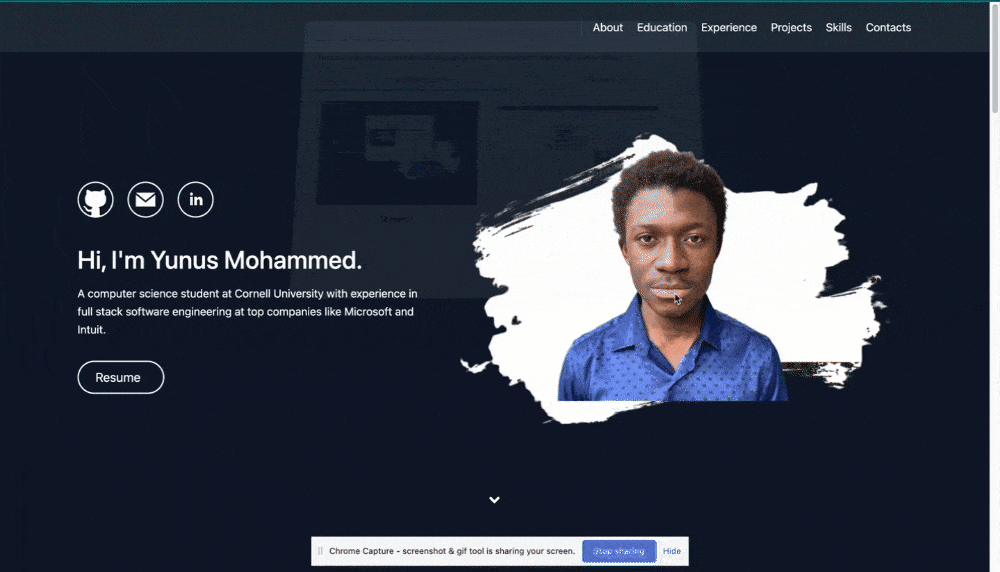 About Education Experience Projects Skills Contacts
in
Hi, I'm Yunus Mohammed.
A computer science student at Cornell University with experience in
full stack software engineering at top companies like Microsoft and
Intuit.
Resume
Chrome Capture - screenshot & gif tool is sharing your screen. Stop sharing Hide